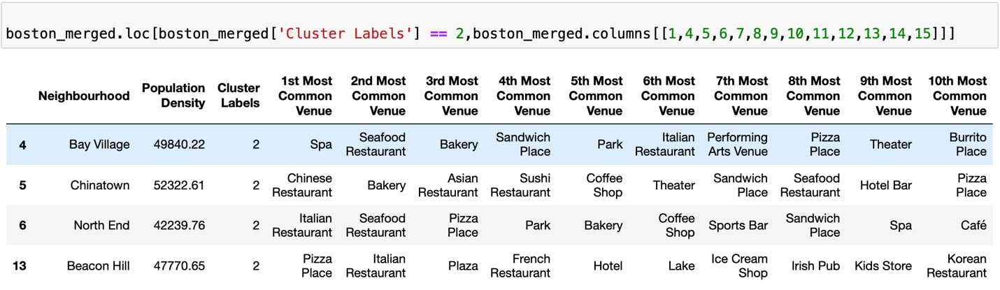 boston_merged.loc[boston_merged['Cluster Labels'] == 2,boston_merged.columns[[1,4,5,6,7,8,9,10,11,12,13,14,15]]]
Neighbourhood Population Density Cluster Labels 1st Most Common Venue 2nd Most Common Venue 3rd Most Common Venue 4th Most Common Venue 5th Most Common Venue 6th Most Common Venue 7th Most Common Venue 8th Most Common Venue 9th Most Common Venue 10th Most Common Venue
4 Bay Village 49840.22 2 Spa Seafood Restaurant Bakery Sandwich Place Park Italian Restaurant Performing Arts Venue Pizza Place Theater Burrito Place
5 Chinatown 52322.61 2 Chinese Restaurant Bakery Asian Restaurant Sushi Restaurant Coffee Shop Theater Sandwich Place Seafood Restaurant Hotel Bar Pizza Place
6 North End 42239.76 2 Italian Restaurant Seafood Restaurant Pizza Place Park Bakery Coffee Shop Sports Bar Sandwich Place Spa Café
13 Beacon Hill 47770.65 2 Pizza Place Italian Restaurant Plaza French Restaurant Hotel Lake Ice Cream Shop Irish Pub Kids Store Korean Restaurant